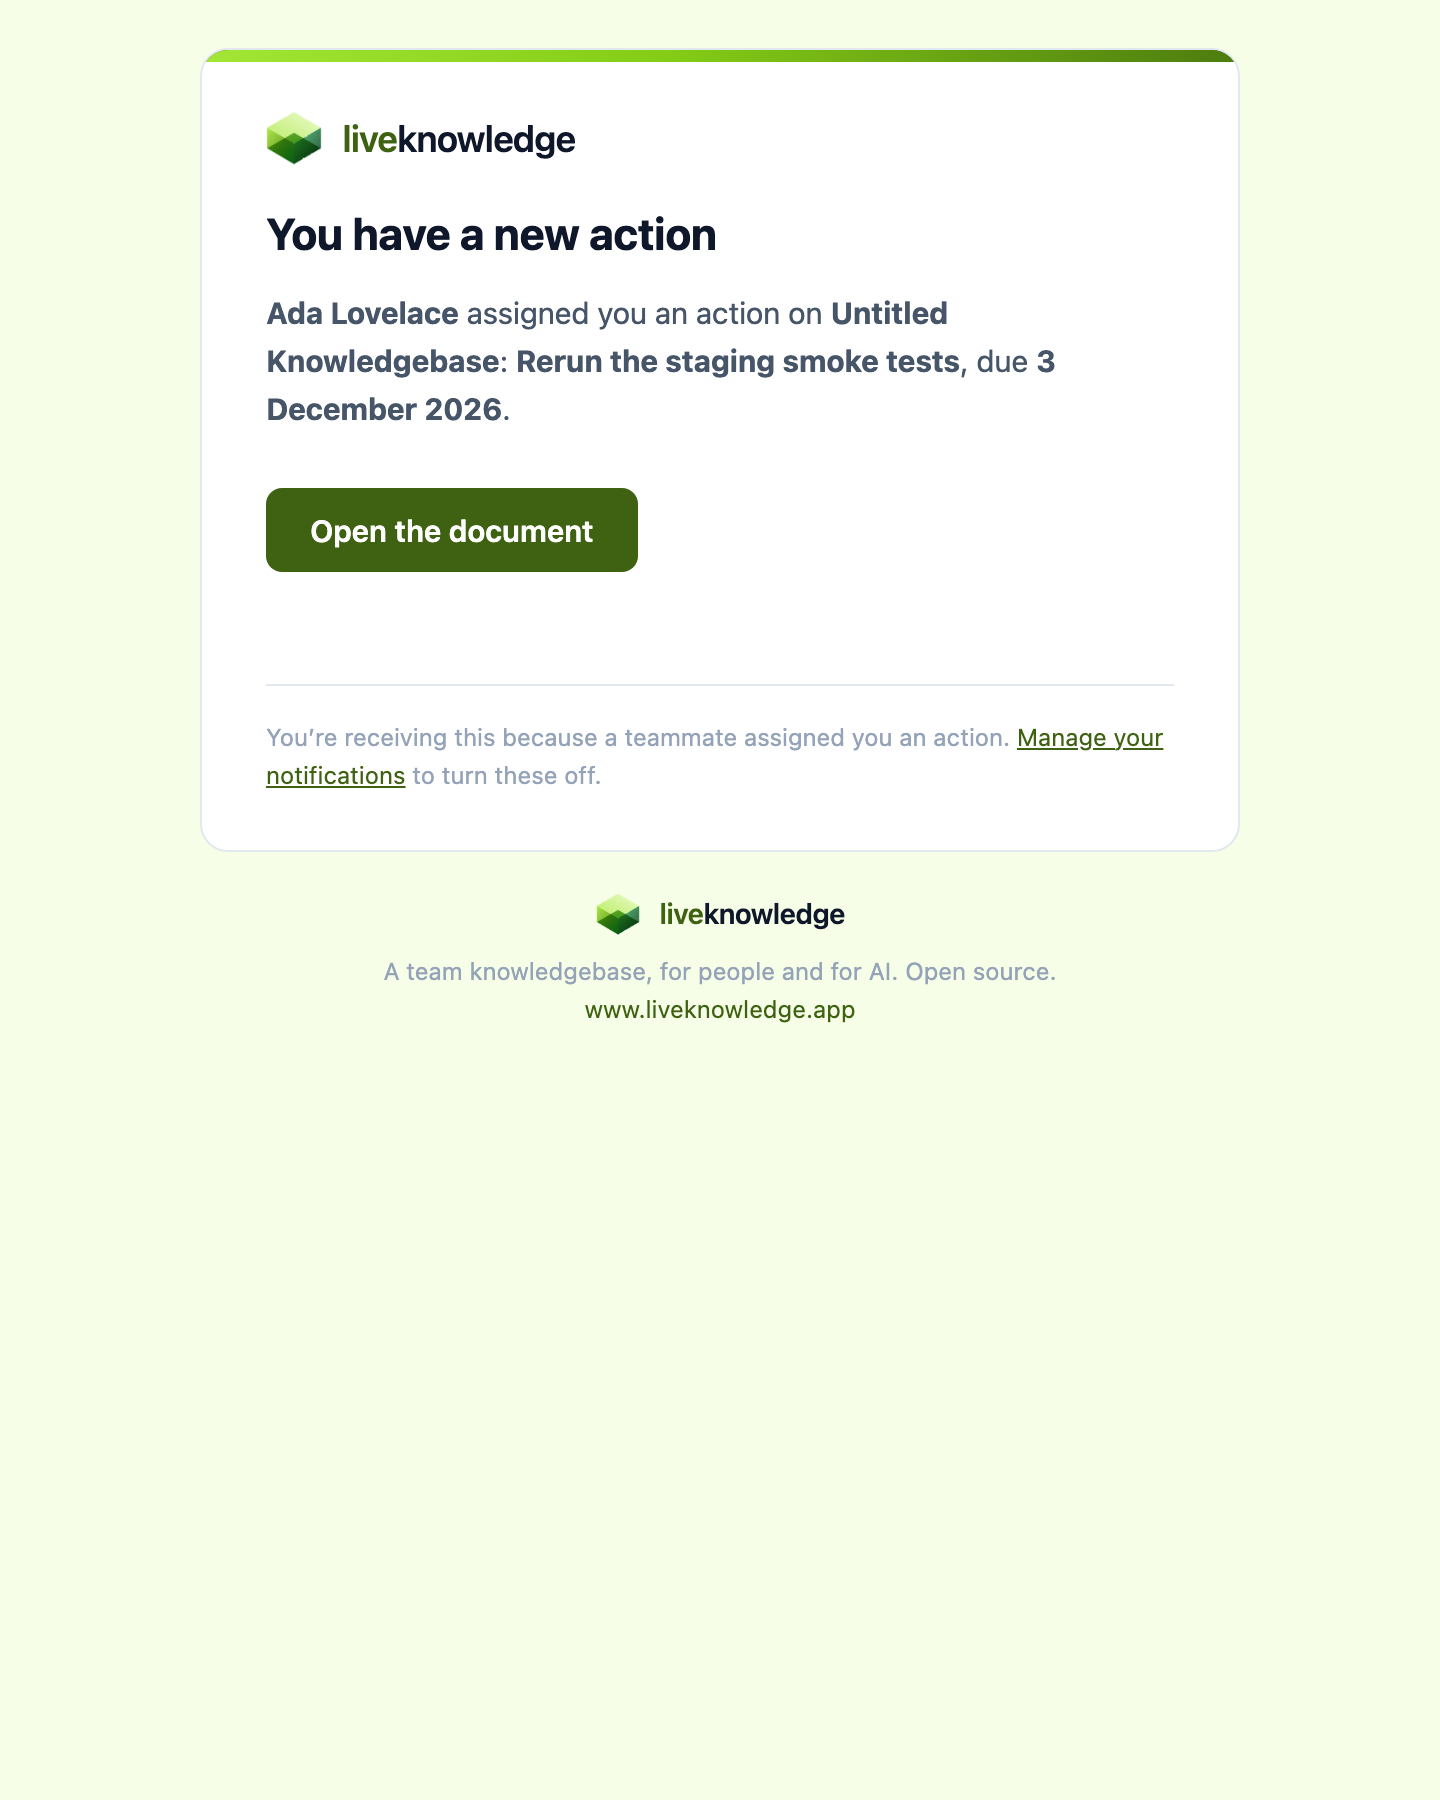 liveknowledge
You have a new action
Ada Lovelace assigned you an action on Untitled
Knowledgebase: Rerun the staging smoke tests, due 3
December 2026.
Open the document
You’re receiving this because a teammate assigned you an action. Manage your
notifications to turn these off.
liveknowledge
A team knowledgebase, for people and for AI. Open source.
www.liveknowledge.app